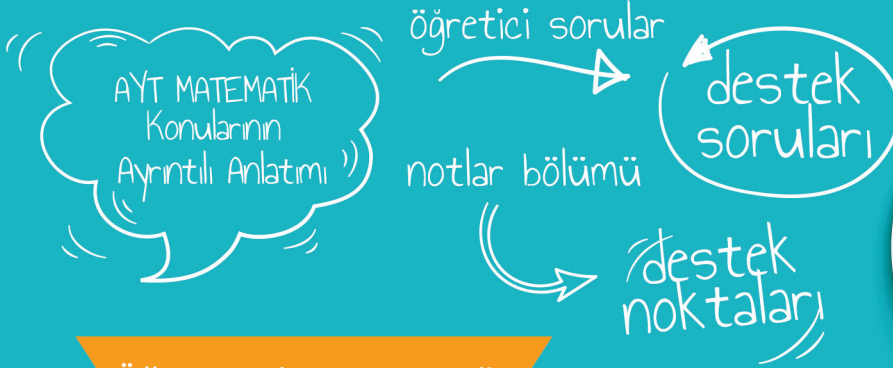 AYT MATEMATİK
Konularının
Ayrıntılı Anlatımı
öğretici sorular
destek
soruları
notlar bölümü
destek
noktaları